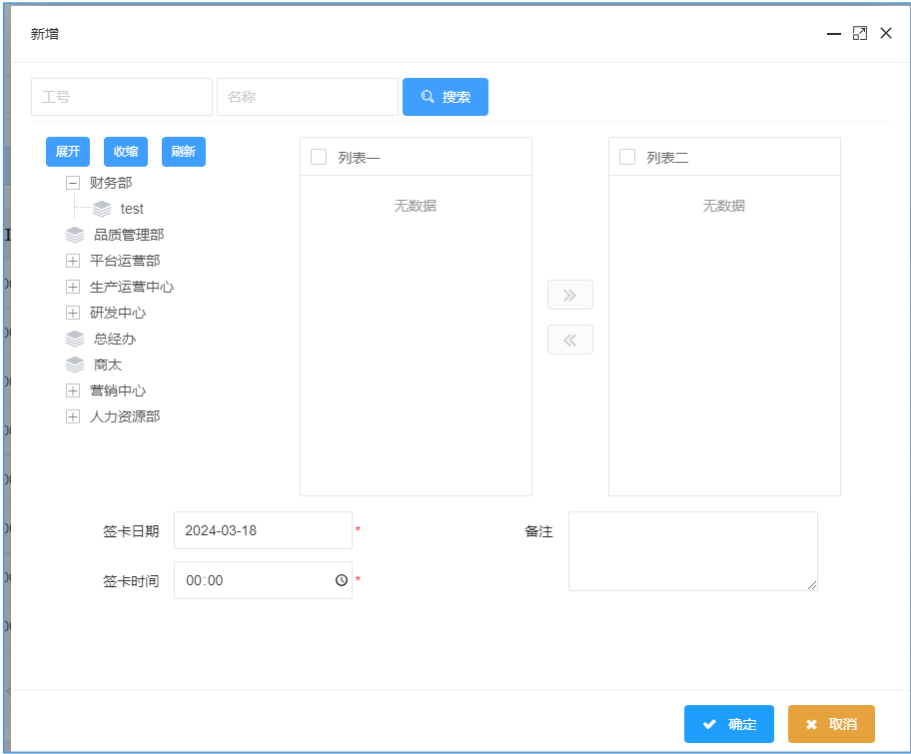 新增
工号 名称 搜索
展开 收缩 刷新
财务部
test
品质管理部
平台运营部
生产运营中心
研发中心
总经办
商太
营销中心
人力资源部
列表一
无数据
列表二
无数据
签卡日期 2024-03-18 *
签卡时间 00:00 *
备注
确定 取消